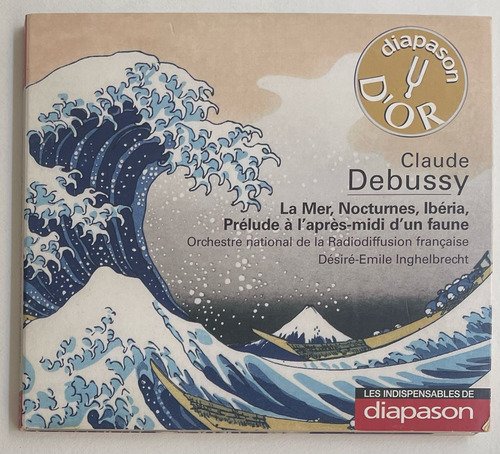 diapason
D'OR
Claude
Debussy
La Mer, Nocturnes, Ibéria,
Prélude à l'après-midi d'un faune
Orchestre national de la Radiodiffusion française
Désiré-Emile Inghelbrecht
LES INDISPENSABLES DE
diapason